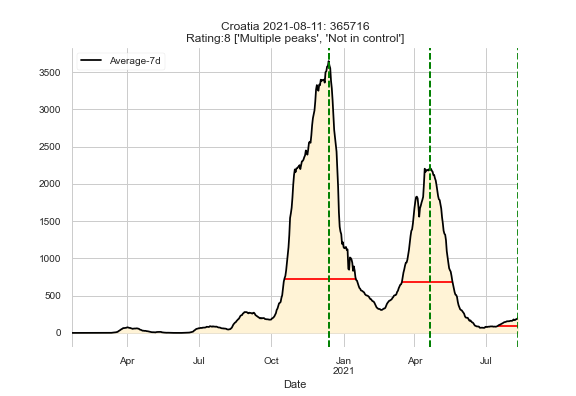 Croatia 2021-08-11: 365716
Rating:8 ['Multiple peaks', 'Not in control']
Average-7d
3500
3000
2500
2000
1500
1000
500
0
Apr Jul Oct Jan Apr Jul
2021
Date